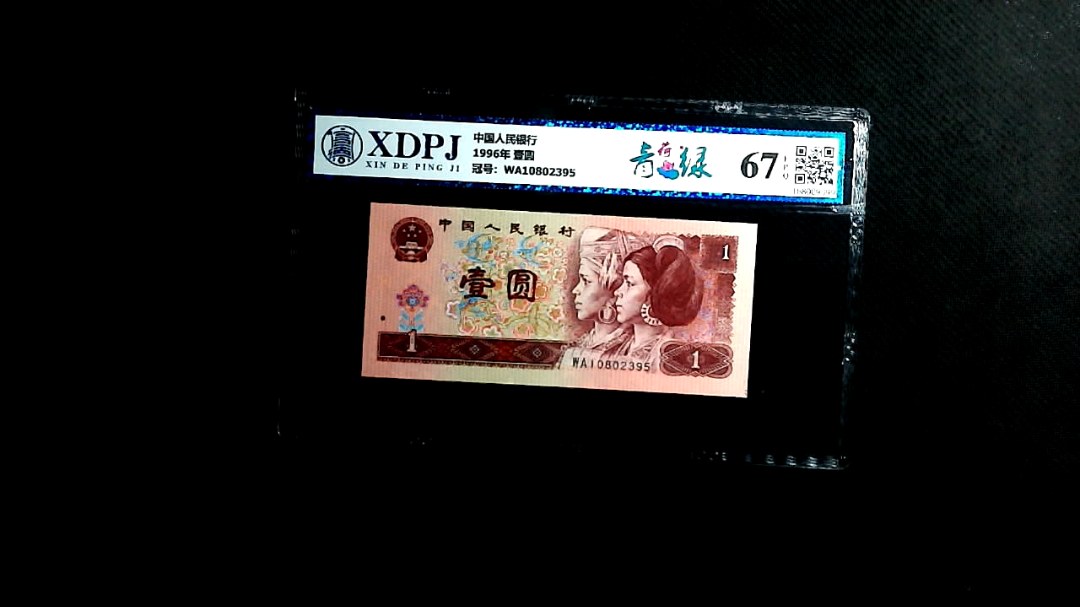 XDPJ
XIN DE PING JI
中国人民银行
1996年 壹圆
冠号：WA10802395
青荷绿
67
中国人民银行
1
壹圆
1
WA10802395
1